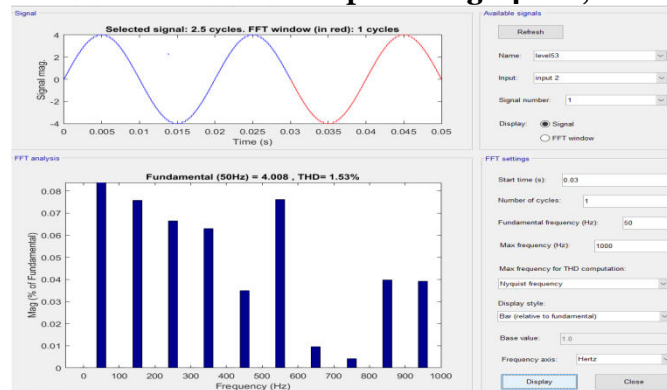 Signal
Selected signal: 2.5 cycles. FFT window (in red): 1 cycles
Signal mag.
4
2
0
-2
-4
0 0.005 0.01 0.015 0.02 0.025 0.03 0.035 0.04 0.045 0.05
Time (s)
FFT analysis
Fundamental (50Hz) = 4.008 , THD= 1.53%
Mag (% of Fundamental)
0.08
0.07
0.06
0.05
0.04
0.03
0.02
0.01
0
0 100 200 300 400 500 600 700 800 900 1000
Frequency (Hz)
Available signals
Refresh
Name: level53
Input: input 2
Signal number: 1
Display: Signal
FFT window
FFT settings
Start time (s): 0.03
Number of cycles: 1
Fundamental frequency (Hz): 50
Max frequency (Hz): 1000
Max frequency for THD computation:
Nyquist frequency
Display style:
Bar (relative to fundamental)
Base value: 1.0
Frequency axis: Hertz
Display Close